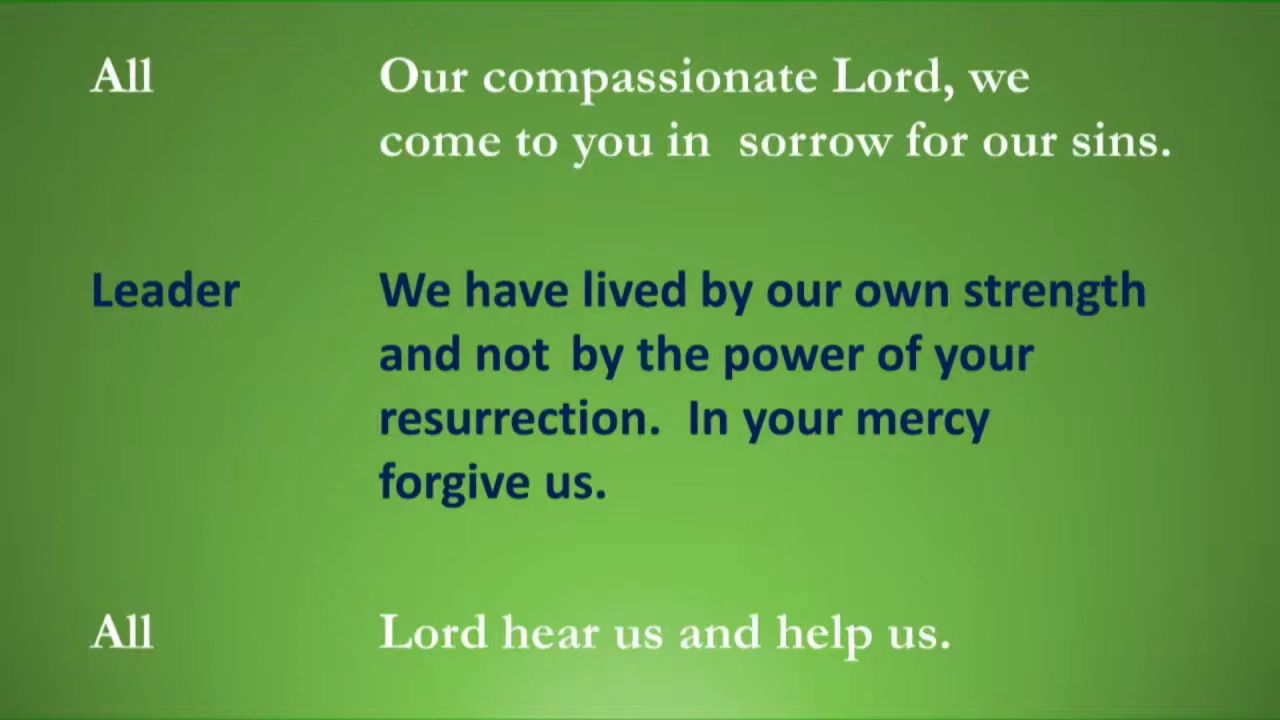 All Our compassionate Lord, we
come to you in sorrow for our sins.
Leader We have lived by our own strength
and not by the power of your
resurrection. In your mercy
forgive us.
All Lord hear us and help us.